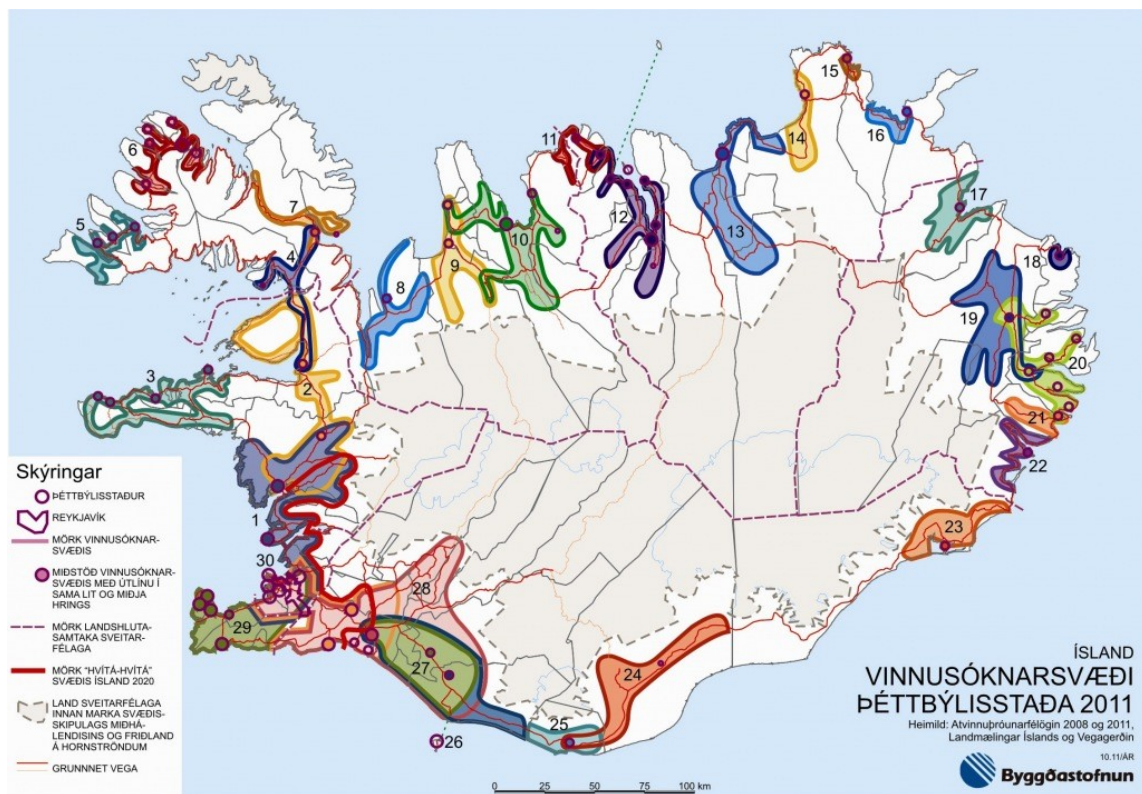 15
11
14
16
6
17
7
12
5
10
13
4
9
18
8
19
3
20
2
21
22
Skýringar
ÞÉTTBÝLISSTAÐUR
REYKJAVÍK
MÖRK VINNUSÓKNAR-
SVÆÐIS
MIÐSTÖÐ VINNUSÓKNAR-
SVÆÐIS MEÐ ÚTLÍNU Í
SAMA LIT OG MIÐJA
HRINGS
MÖRK LANDSHLUTA-
SAMTAKA SVEITAR-
FÉLAGA
MÖRK "HVÍTÁ-HVÍTÁ"
SVÆÐIS ÍSLAND 2020
LAND SVEITARFÉLAGA
INNAN MARKA SVÆÐIS-
SKIPULAGS MIÐHÁ-
LENDISINS OG FRIÐLAND
Á HORNSTRÖNDUM
GRUNNNET VEGA
1
23
30
28
29
27
24
25
26
ÍSLAND
VINNUSÓKNARSVÆÐI
ÞÉTTBÝLISSTAÐA 2011
Heimild: Atvinnuþróunarfélögin 2008 og 2011,
Landmælingar Íslands og Vegagerðin
10.11/ÁR
Byggðastofnun
0 25 50 75 100 km